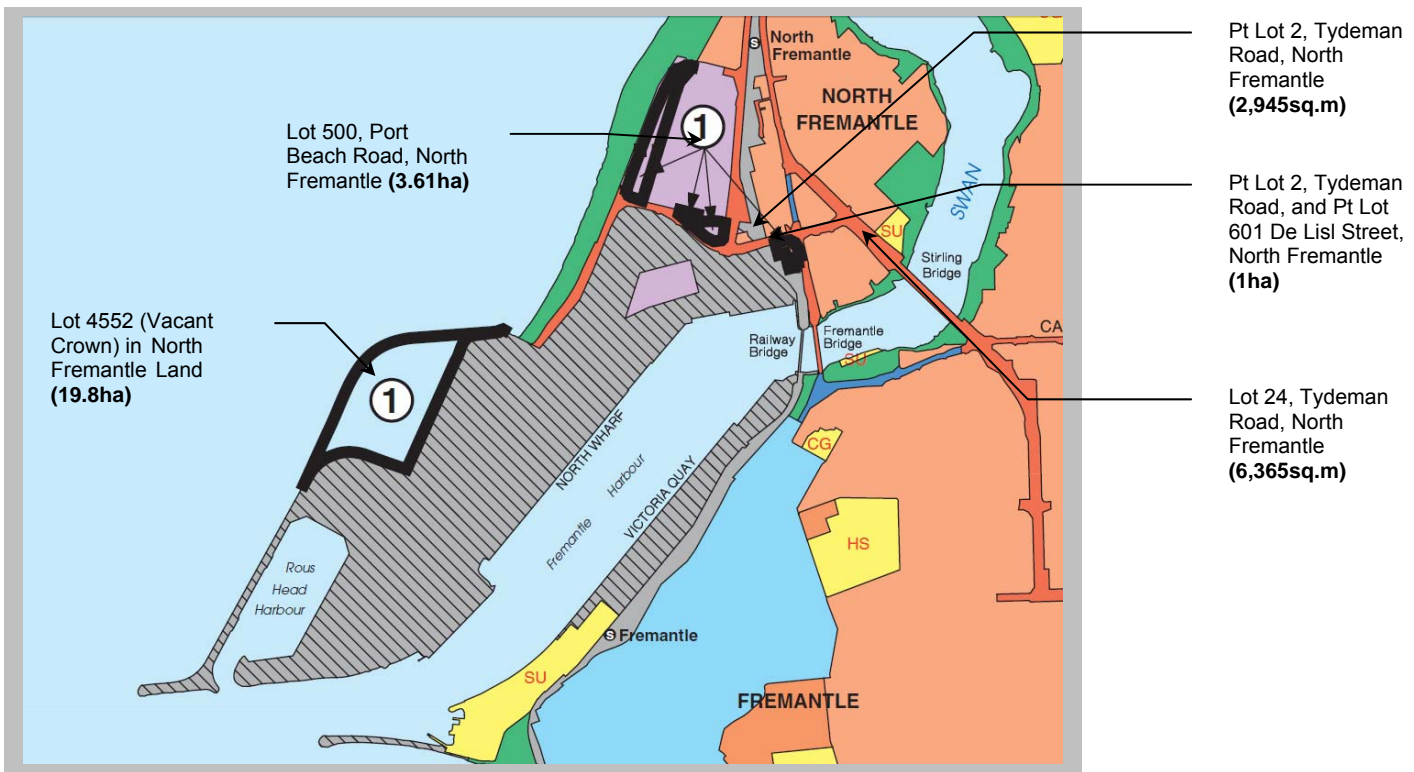 Lot 500, Port
Beach Road, North
Fremantle (3.61ha)
Lot 4552 (Vacant
Crown) in North
Fremantle Land
(19.8ha)
Pt Lot 2, Tydeman
Road, North
Fremantle
(2,945sq.m)
Pt Lot 2, Tydeman
Road, and Pt Lot
601 De Lisl Street,
North Fremantle
(1ha)
Lot 24, Tydeman
Road, North
Fremantle
(6,365sq.m)
S North
Fremantle
NORTH
FREMANTLE
1
SWAN
SU
Stirling
Bridge
CA
Railway
Bridge
Fremantle
Bridge
SU
1
CG
NORTH WHARF
Fremantle Harbour
VICTORIA QUAY
HS
Rous
Head
Harbour
S Fremantle
SU
FREMANTLE